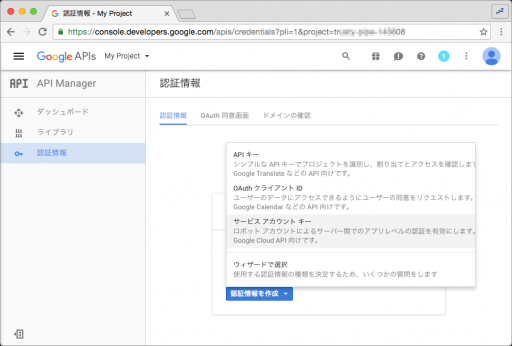 認証情報 - My Project
https://console.developers.google.com/apis/credentials?pli=1&project=
Google APIs My Project
1
API API Manager
認証情報
ダッシュボード
ライブラリ
認証情報
認証情報 OAuth 同意画面 ドメインの確認
API キー
シンプルな API キーでプロジェクトを識別し、割り当てとアクセスを確認します
Google Translate などの API 向けです。
OAuth クライアント ID
ユーザーのデータにアクセスできるようにユーザーの同意をリクエストします。
Google Calendar などの API 向けです。
サービス アカウント キー
ロボット アカウントによるサーバー間でのアプリレベルの認証を有効にします。
Google Cloud API 向けです。
ウィザードで選択
使用する認証情報の種類を決定するため、いくつかの質問をします
認証情報を作成